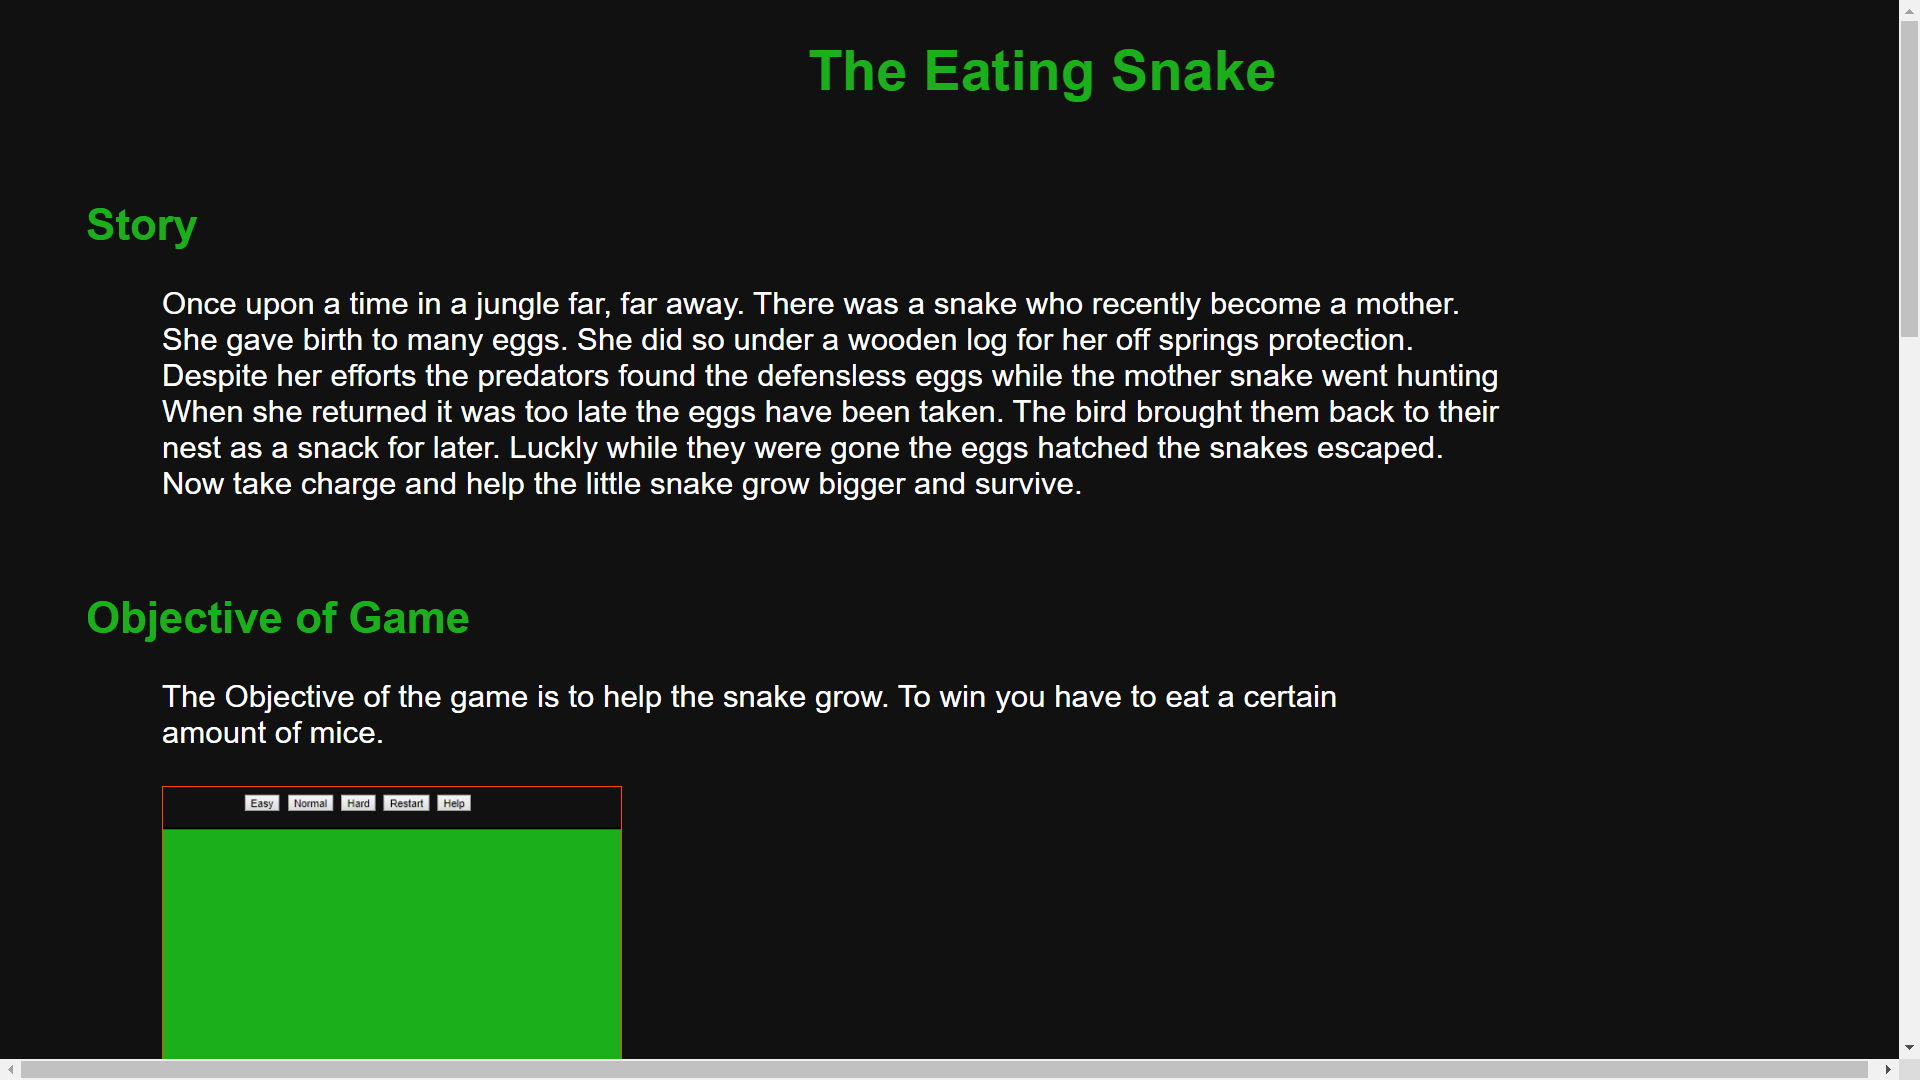 The Eating Snake
Story
Once upon a time in a jungle far, far away. There was a snake who recently become a mother.
She gave birth to many eggs. She did so under a wooden log for her off springs protection.
Despite her efforts the predators found the defensless eggs while the mother snake went hunting
When she returned it was too late the eggs have been taken. The bird brought them back to their
nest as a snack for later. Luckly while they were gone the eggs hatched the snakes escaped.
Now take charge and help the little snake grow bigger and survive.
Objective of Game
The Objective of the game is to help the snake grow. To win you have to eat a certain
amount of mice.
Easy Normal Hard Restart Help